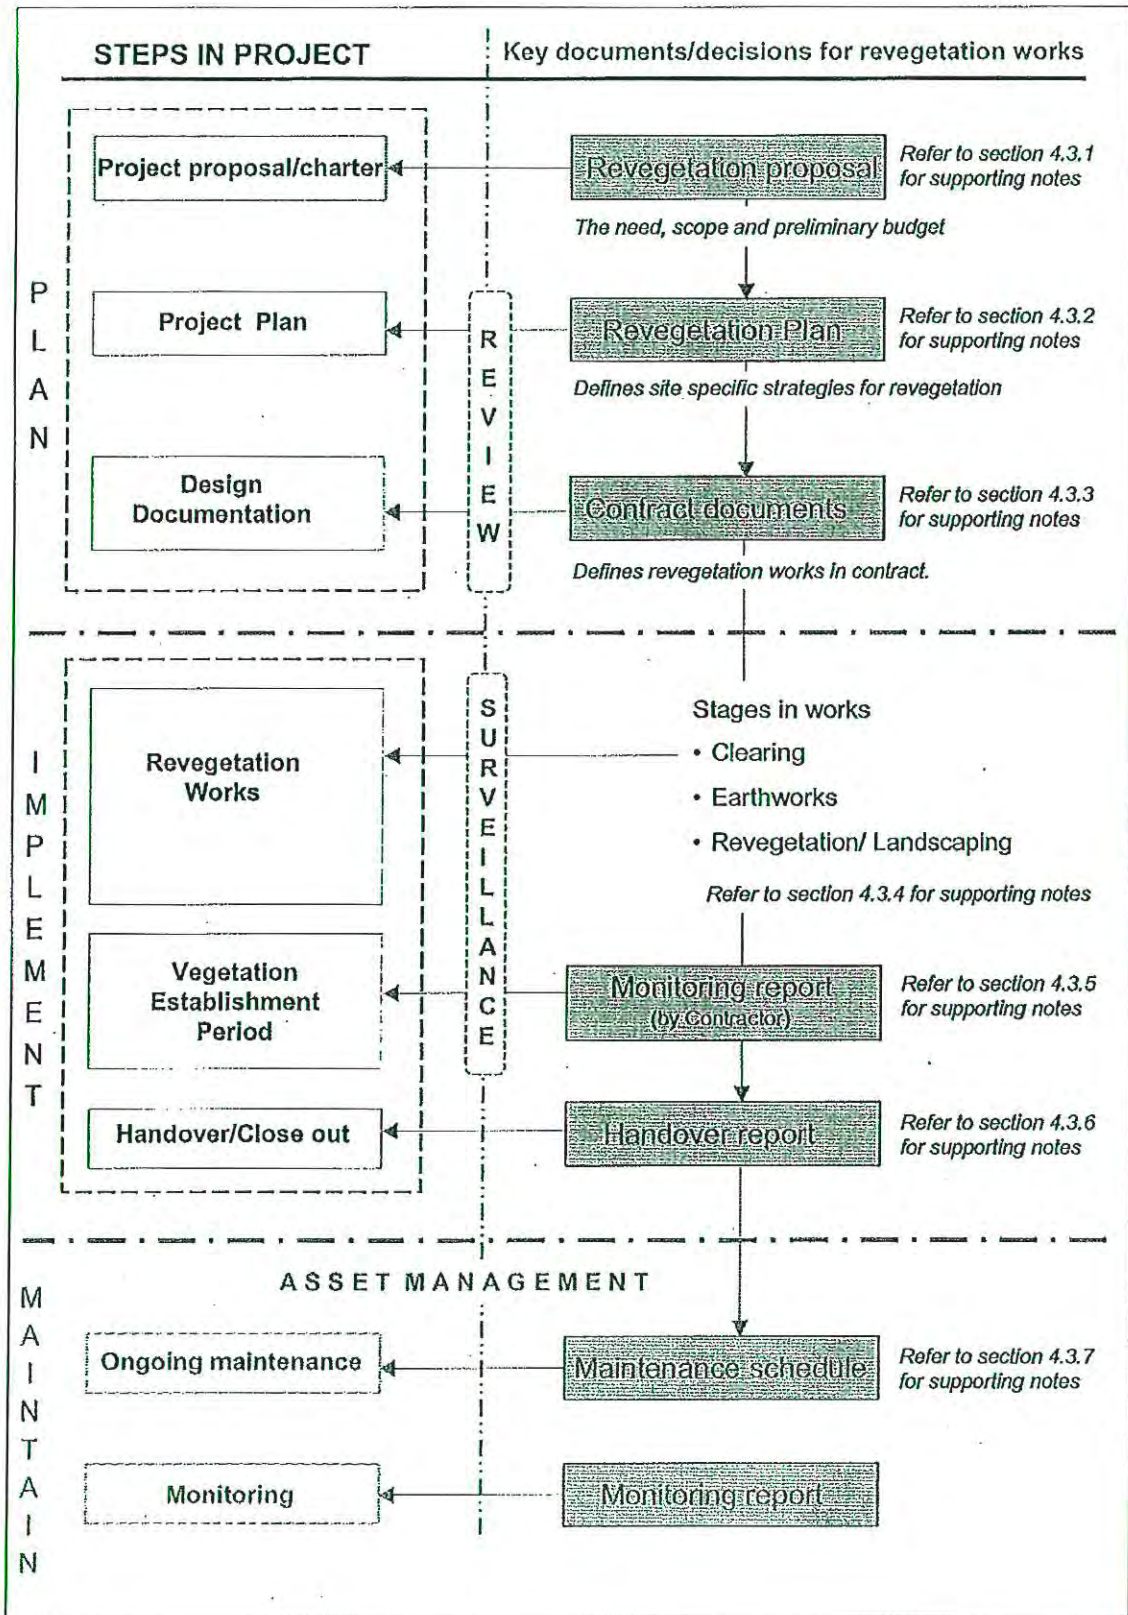 STEPS IN PROJECT
Key documents/decisions for revegetation works
PLAN
Project proposal/charter
Revegetation proposal
Refer to section 4.3.1
for supporting notes
The need, scope and preliminary budget
REVIEW
Project Plan
Revegetation Plan
Refer to section 4.3.2
for supporting notes
Defines site specific strategies for revegetation
Design
Documentation
Contract documents
Refer to section 4.3.3
for supporting notes
Defines revegetation works in contract.
IMPLEMENT
SURVEILLANCE
Revegetation
Works
Stages in works
• Clearing
• Earthworks
• Revegetation/ Landscaping
Refer to section 4.3.4 for supporting notes
Vegetation
Establishment
Period
Monitoring report
(by Contractor)
Refer to section 4.3.5
for supporting notes
Handover/Close out
Handover report
Refer to section 4.3.6
for supporting notes
MAINTAIN
ASSET MANAGEMENT
Ongoing maintenance
Maintenance schedule
Refer to section 4.3.7
for supporting notes
Monitoring
Monitoring report